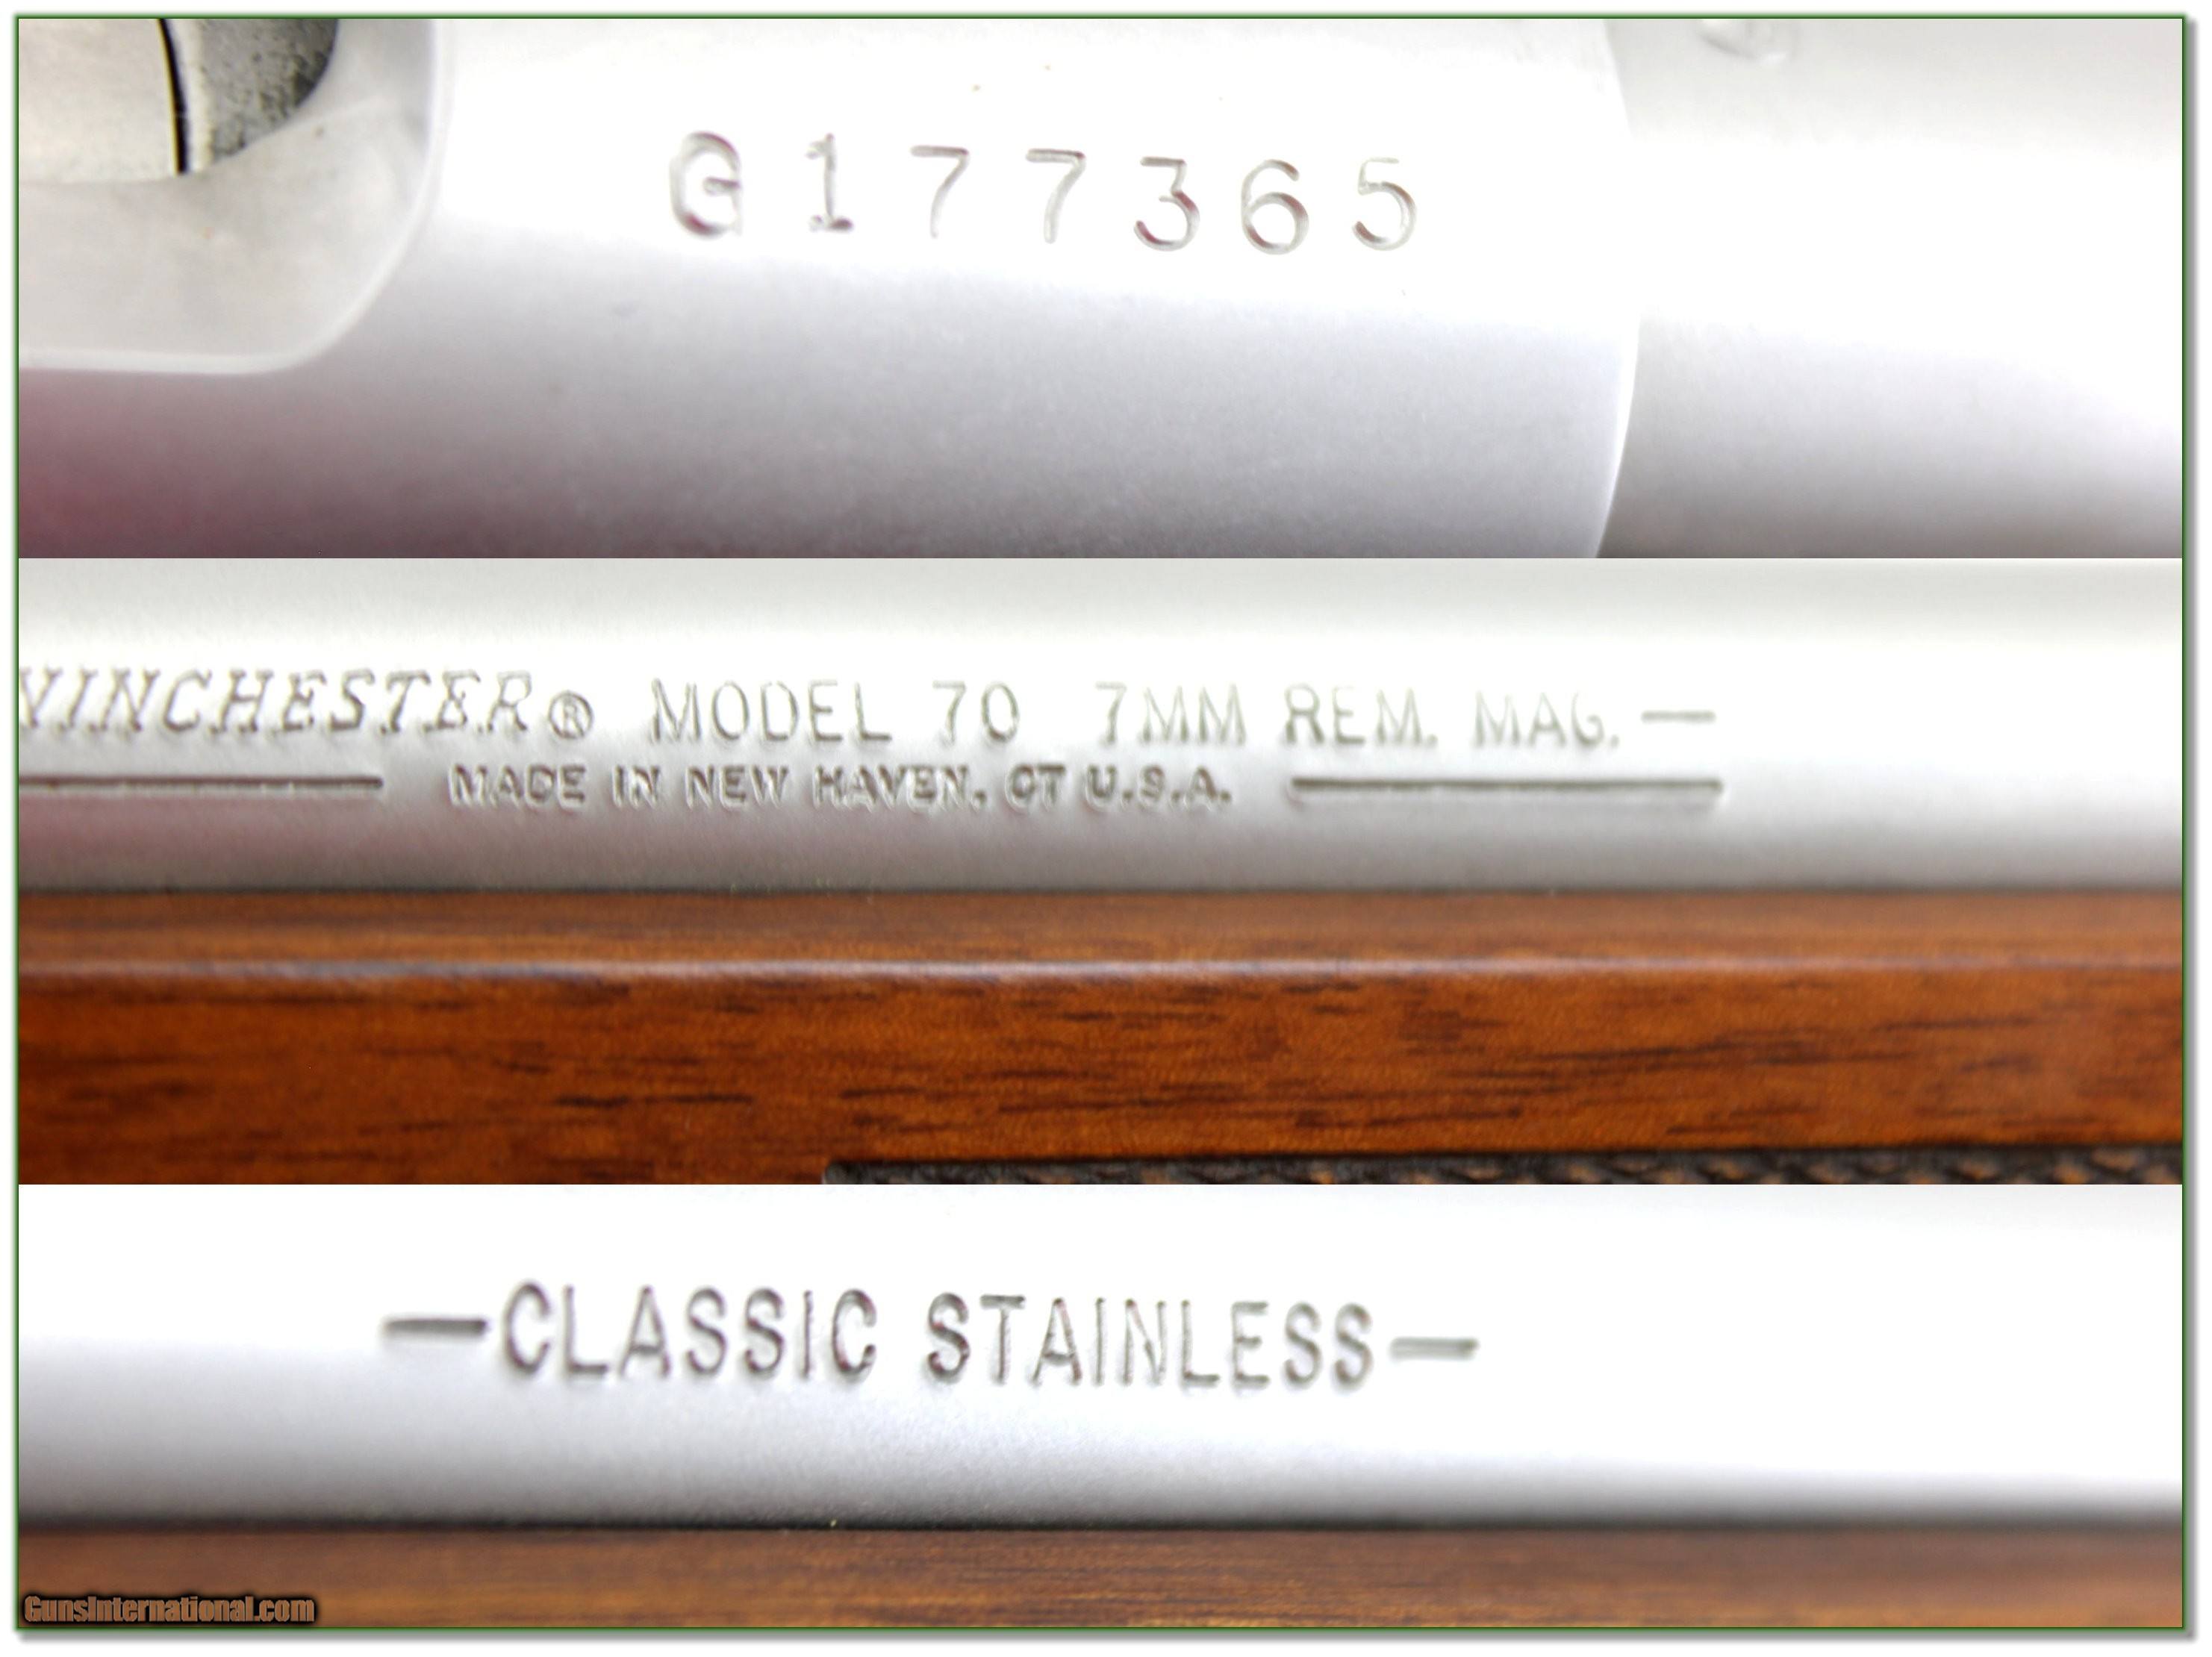 G177365
WINCHESTER® MODEL 70 7MM REM. MAG.—
MADE IN NEW HAVEN, CT U.S.A.
—CLASSIC STAINLESS—
GunsInternational.com